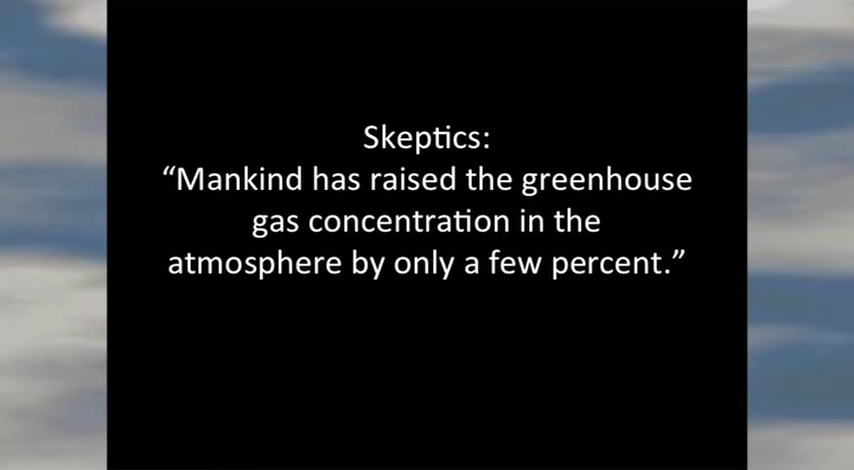 Skeptics:
“Mankind has raised the greenhouse
gas concentration in the
atmosphere by only a few percent.”